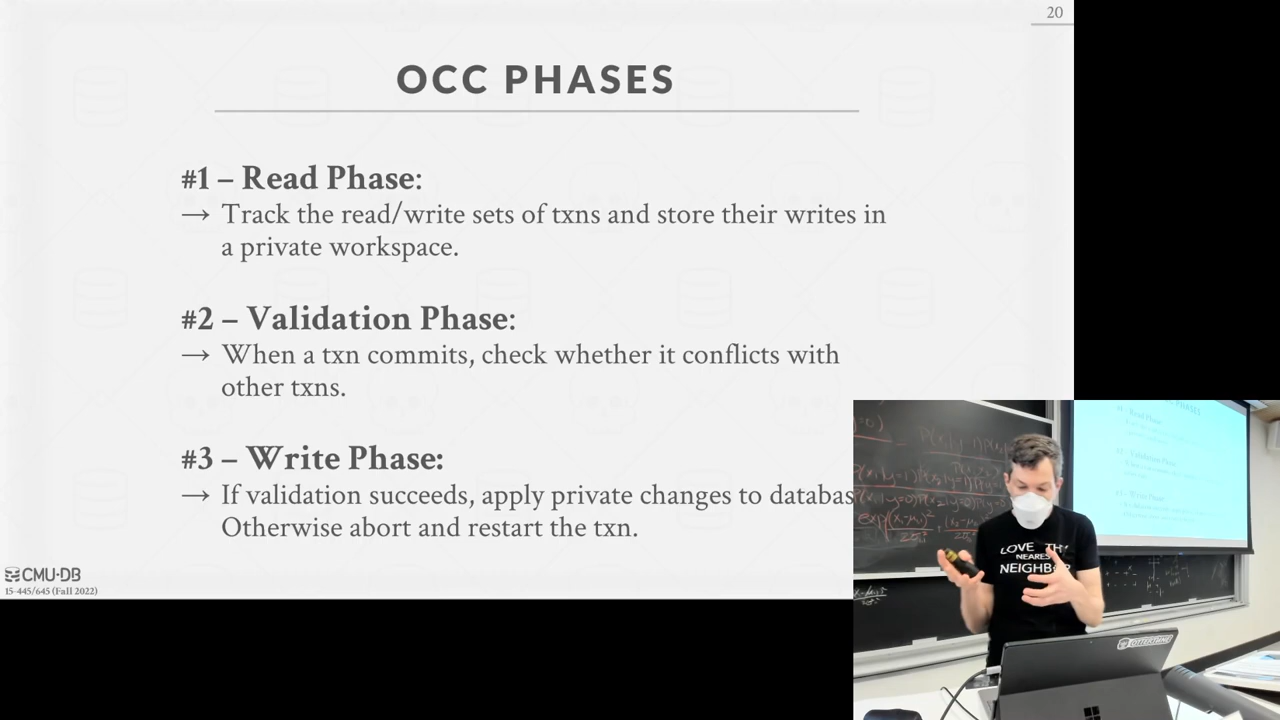 20
OCC PHASES
#1 – Read Phase:
→ Track the read/write sets of txns and store their writes in
a private workspace.
#2 – Validation Phase:
→ When a txn commits, check whether it conflicts with
other txns.
#3 – Write Phase:
→ If validation succeeds, apply private changes to databas
Otherwise abort and restart the txn.
CMU·DB
15-445/645 (Fall 2022)
LOVE THY
NEAREST
NEIGHBOR
OTTERTUNE